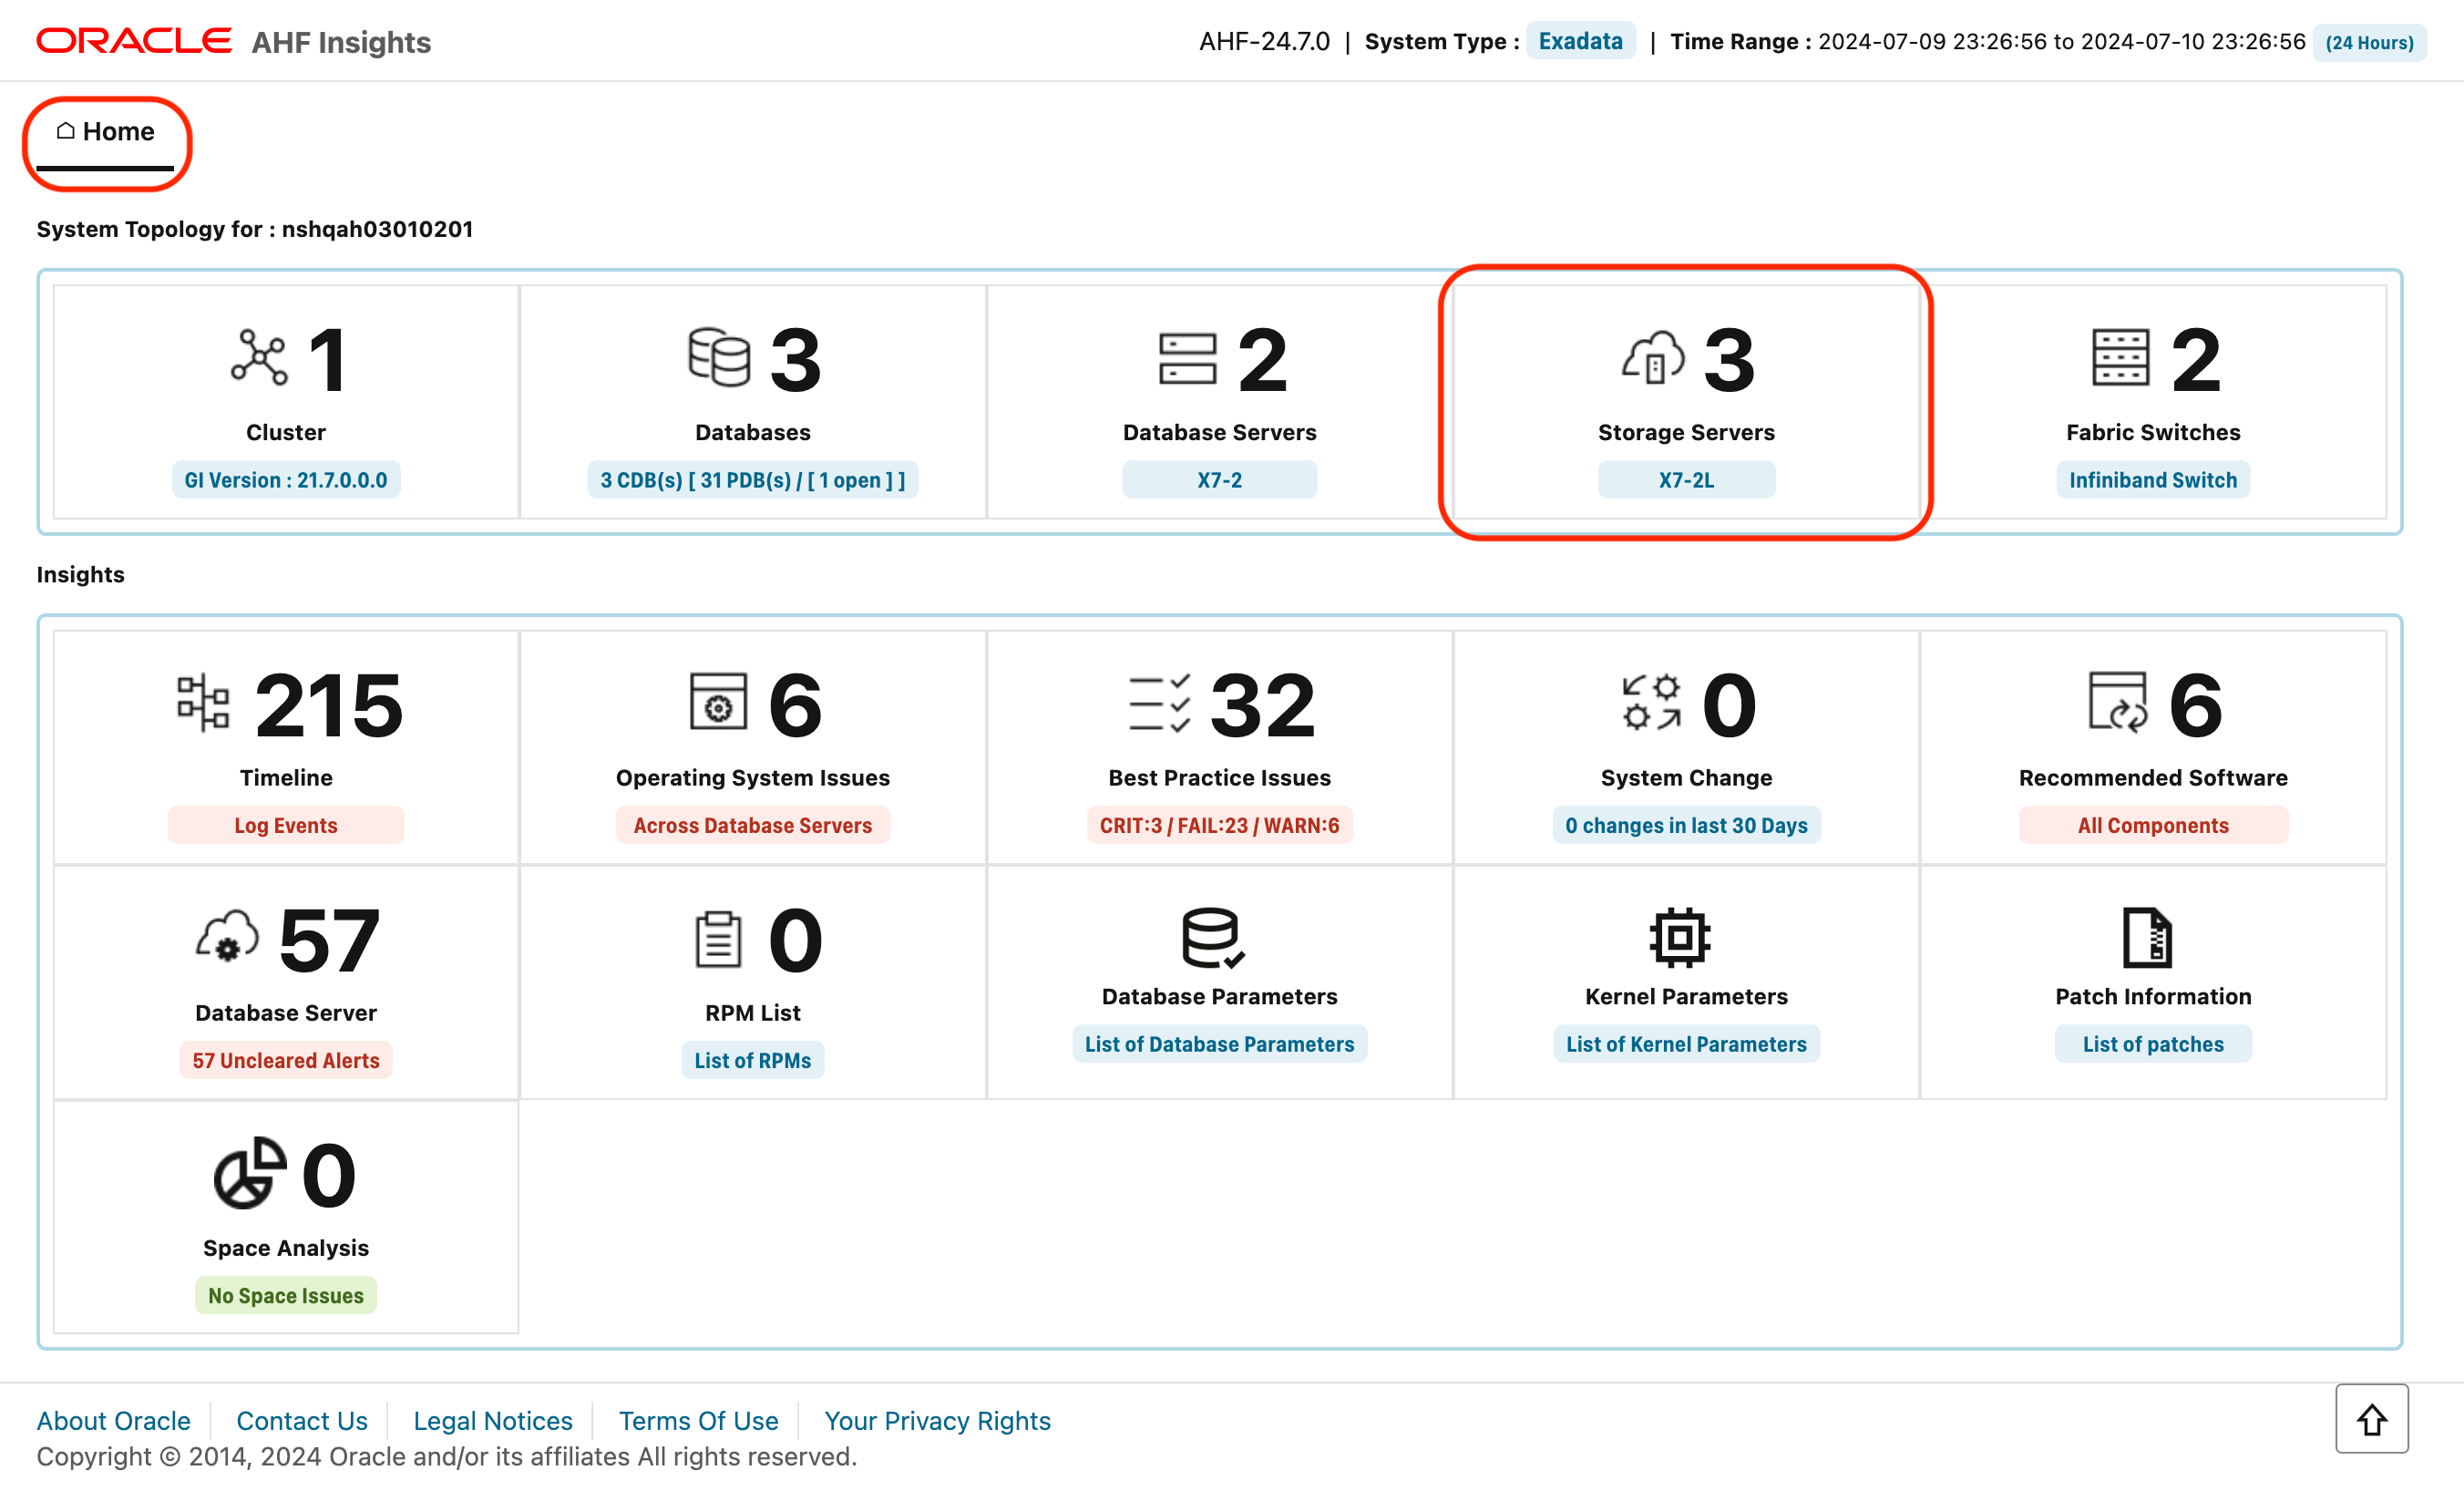 ORACLE AHF Insights
AHF-24.7.0 | System Type : Exadata | Time Range : 2024-07-09 23:26:56 to 2024-07-10 23:26:56 (24 Hours)
Home
System Topology for : nshqah03010201
1
Cluster
GI Version : 21.7.0.0.0
3
Databases
3 CDB(s) [ 31 PDB(s) / [ 1 open ] ]
2
Database Servers
X7-2
3
Storage Servers
X7-2L
2
Fabric Switches
Infiniband Switch
Insights
215
Timeline
Log Events
6
Operating System Issues
Across Database Servers
32
Best Practice Issues
CRIT:3 / FAIL:23 / WARN:6
0
System Change
0 changes in last 30 Days
6
Recommended Software
All Components
57
Database Server
57 Uncleared Alerts
0
RPM List
List of RPMs
Database Parameters
List of Database Parameters
Kernel Parameters
List of Kernel Parameters
Patch Information
List of patches
0
Space Analysis
No Space Issues
About Oracle | Contact Us | Legal Notices | Terms Of Use | Your Privacy Rights
Copyright © 2014, 2024 Oracle and/or its affiliates All rights reserved.